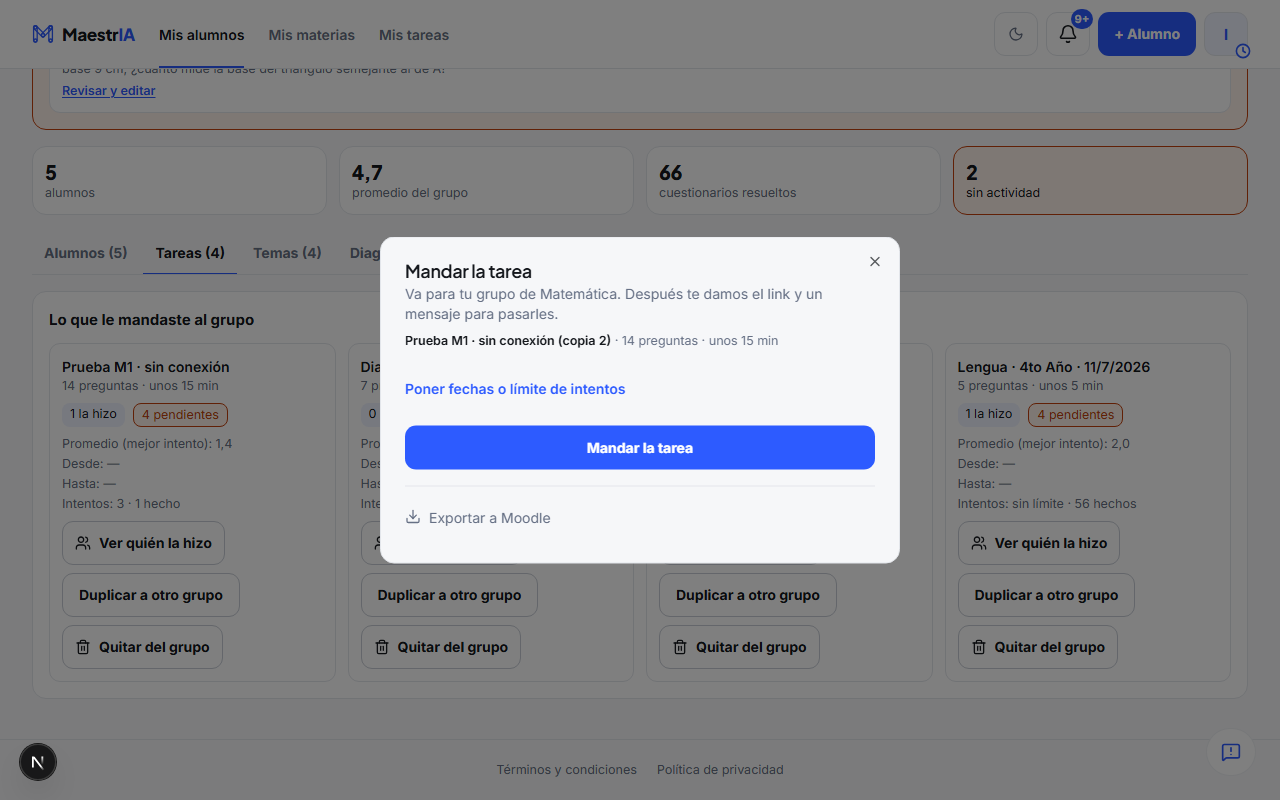 MaestrIA
Mis alumnos
Mis materias
Mis tareas
9+
+ Alumno
I
Revisar y editar
5
alumnos
4,7
promedio del grupo
66
cuestionarios resueltos
2
sin actividad
Alumnos (5)
Tareas (4)
Temas (4)
Diag
Mandar la tarea
Va para tu grupo de Matemática. Después te damos el link y un
mensaje para pasarles.
Prueba M1 · sin conexión (copia 2) · 14 preguntas · unos 15 min
Poner fechas o límite de intentos
Mandar la tarea
Exportar a Moodle
Lo que le mandaste al grupo
Prueba M1 · sin conexión
14 preguntas · unos 15 min
1 la hizo
4 pendientes
Promedio (mejor intento): 1,4
Desde: —
Hasta: —
Intentos: 3 · 1 hecho
Ver quién la hizo
Duplicar a otro grupo
Quitar del grupo
Dia
7 p
0
Pro
Des
Has
Inte
Duplicar a otro grupo
Quitar del grupo
Duplicar a otro grupo
Quitar del grupo
Lengua · 4to Año · 11/7/2026
5 preguntas · unos 5 min
1 la hizo
4 pendientes
Promedio (mejor intento): 2,0
Desde: —
Hasta: —
Intentos: sin límite · 56 hechos
Ver quién la hizo
Duplicar a otro grupo
Quitar del grupo
N
Términos y condiciones
Política de privacidad